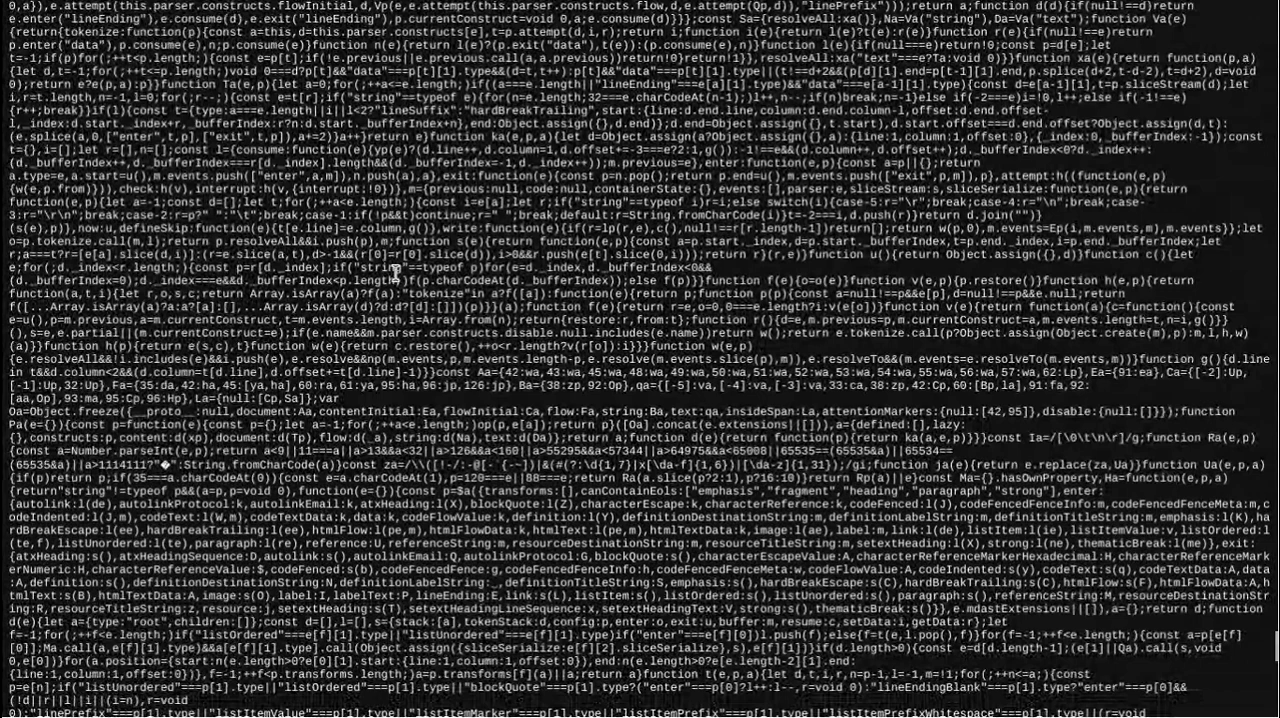 0,a}),e.attempt(this.parser.constructs.flowInitial,d,Vp(e,e.attempt(this.parser.constructs.flow,d,e.attempt(Qp,d)),"linePrefix")));return a;function d(d){if(null!==d)return
e.enter("lineEnding"),e.consume(d),e.exit("lineEnding"),p.currentConstruct=void 0,a;e.consume(d)}}};const Sa={resolveAll:xa()},Na=Va("string"),Da=Va("text");function Va(e)
{return{tokenize:function(p){const a=this,d=this.parser.constructs[e],t=p.attempt(d,i,r);return i;function i(e){return l(e)?t(e):r(e)}function r(e){if(null!==e)return
p.enter("data"),p.consume(e),n;p.consume(e)}function n(e){return l(e)?(p.exit("data"),t(e)):(p.consume(e),n)}function l(e){if(null===e)return!0;const p=d[e];let
t=-1;if(p)for(;++t<p.length;){const e=p[t];if(!e.previous||e.previous.call(a,a.previous))return!0}return!1}},resolveAll:xa("text"===e?Ta:void 0)}}function xa(e){return function(p,a)
{let d,t=-1;for(;++t<=p.length;)void 0===d?p[t]&&"data"===p[t][1].type&&(d=t,t++):p[t]&&"data"===p[t][1].type||(t!==d+2&&(p[d][1].end=p[t-1][1].end,p.splice(d+2,t-d-2),t=d+2),d=void
0);return e?e(p,a):p}}function Ta(e,p){let a=0;for(;++a<=e.length;)if((a===e.length||"lineEnding"===e[a][1].type)&&"data"===e[a-1][1].type){const d=e[a-1][1],t=p.sliceStream(d);let
i,r=t.length,n=-1,l=0;for(;r--;){const e=t[r];if("string"==typeof e){for(n=e.length;32===e.charCodeAt(n-1);)l++,n--;if(n)break;n=-1}else if(-2===e)i=!0,l++;else if(-1!==e)
{r++;break}}if(l){const t={type:a===e.length||i||l<2?"lineSuffix":"hardBreakTrailing",start:{line:d.end.line,column:d.end.column-l,offset:d.end.offset-
l,_index:d.start._index+r,_bufferIndex:r?n:d.start._bufferIndex+n},end:Object.assign({},d.end)};d.end=Object.assign({},t.start),d.start.offset===d.end.offset?Object.assign(d,t):
(e.splice(a,0,["enter",t,p],["exit",t,p]),a+=2)}a++}return e}function ka(e,p,a){let d=Object.assign(a?Object.assign({},a):{line:1,column:1,offset:0},{_index:0,_bufferIndex:-1});const
t={},i=[];let r=[],n=[];const l={consume:function(e){yp(e)?(d.line++,d.column=1,d.offset+=-3===e?2:1,g()):-1!==e&&(d.column++,d.offset++);d._bufferIndex<0?d._index++:
(d._bufferIndex++,d._bufferIndex===r[d._index].length&&(d._bufferIndex=-1,d._index++));m.previous=e},enter:function(e,p){const a=p||{};return
a.type=e,a.start=u(),m.events.push(["enter",a,m]),n.push(a),a},exit:function(e){const p=n.pop();return p.end=u(),m.events.push(["exit",p,m]),p},attempt:h((function(e,p)
{w(e,p.from)})),check:h(v),interrupt:h(v,{interrupt:!0})},m={previous:null,code:null,containerState:{},events:[],parser:e,sliceStream:s,sliceSerialize:function(e,p){return
function(e,p){let a=-1;const d=[];let t;for(;++a<e.length;){const i=e[a];let r;if("string"==typeof i)r=i;else switch(i){case-5:r="\r";break;case-4:r="\n";break;case-
3:r="\r\n";break;case-2:r=p?" ":"\t";break;case-1:if(!p&&t)continue;r=" ";break;default:r=String.fromCharCode(i)}t=-2===i,d.push(r)}return d.join("")}
(s(e),p)},now:u,defineSkip:function(e){t[e.line]=e.column,g()},write:function(e){if(r=lp(r,e),c(),null!==r[r.length-1])return[];return w(p,0),m.events=Ep(i,m.events,m),m.events}};let
o=p.tokenize.call(m,l);return p.resolveAll&&i.push(p),m;function s(e){return function(e,p){const a=p.start._index,d=p.start._bufferIndex,t=p.end._index,i=p.end._bufferIndex;let
r;a===t?r=[e[a].slice(d,i)]:(r=e.slice(a,t),d>-1&&(r[0]=r[0].slice(d)),i>0&&r.push(e[t].slice(0,i)));return r}(r,e)}function u(){return Object.assign({},d)}function c(){let
e;for(;d._index<r.length;){const p=r[d._index];if("string"==typeof p)for(e=d._index,d._bufferIndex<0&&
(d._bufferIndex=0);d._index===e&&d._bufferIndex<p.length;)f(p.charCodeAt(d._bufferIndex));else f(p)}}function f(e){o=o(e)}function v(e,p){p.restore()}function h(e,p){return
function(a,t,i){let r,o,s,c;return Array.isArray(a)?f(a):"tokenize"in a?f([a]):function(e){return p;function p(p){const a=null!==p&&e[p],d=null!==p&&e.null;return
f([...Array.isArray(a)?a:a?[a]:[],...Array.isArray(d)?d:d?[d]:[]])(p)}}(a);function f(e){return r=e,o=0,0===e.length?i:v(e[o])}function v(e){return function(a){c=function(){const
e=u(),p=m.previous,a=m.currentConstruct,t=m.events.length,i=Array.from(n);return{restore:r,from:t};function r(){d=e,m.previous=p,m.currentConstruct=a,m.events.length=t,n=i,g()}}
(),s=e,e.partial||(m.currentConstruct=e);if(e.name&&m.parser.constructs.disable.null.includes(e.name))return w();return e.tokenize.call(p?Object.assign(Object.create(m),p):m,l,h,w)
(a)}}function h(p){return e(s,c),t}function w(e){return c.restore(),++o<r.length?v(r[o]):i}}}function w(e,p)
{e.resolveAll&&!i.includes(e)&&i.push(e),e.resolve&&np(m.events,p,m.events.length-p,e.resolve(m.events.slice(p),m)),e.resolveTo&&(m.events=e.resolveTo(m.events,m))}function g(){d.line
in t&&d.column<2&&(d.column=t[d.line],d.offset+=t[d.line]-1)}}const Aa={42:wa,43:wa,45:wa,48:wa,49:wa,50:wa,51:wa,52:wa,53:wa,54:wa,55:wa,56:wa,57:wa,62:Lp},Ea={91:ea},Ca={[-2]:Up,
[-1]:Up,32:Up},Fa={35:da,42:ha,45:[ya,ha],60:ra,61:ya,95:ha,96:jp,126:jp},Ba={38:zp,92:Op},qa={[-5]:va,[-4]:va,[-3]:va,33:ca,38:zp,42:Cp,60:[Bp,la],91:fa,92:
[aa,Op],93:ma,95:Cp,96:Hp},La={null:[Cp,Sa]};var
Oa=Object.freeze({__proto__:null,document:Aa,contentInitial:Ea,flowInitial:Ca,flow:Fa,string:Ba,text:qa,insideSpan:La,attentionMarkers:{null:[42,95]},disable:{null:[]}});function
Pa(e={}){const p=function(e){const p={};let a=-1;for(;++a<e.length;)op(p,e[a]);return p}([Oa].concat(e.extensions||[])),a={defined:[],lazy:
{},constructs:p,content:d(xp),document:d(Tp),flow:d(_a),string:d(Na),text:d(Da)};return a;function d(e){return function(p){return ka(a,e,p)}}}const Ia=/[\0\t\n\r]/g;function Ra(e,p)
{const a=Number.parseInt(e,p);return a<9||11===a||a>13&&a<32||a>126&&a<160||a>55295&&a<57344||a>64975&&a<65008||65535==(65535&a)||65534==
(65535&a)||a>1114111?"�":String.fromCharCode(a)}const za=/\\([!-/:-@[-`{-~])|&(#(?:\d{1,7}|x[\da-f]{1,6})|[\da-z]{1,31});/gi;function ja(e){return e.replace(za,Ua)}function Ua(e,p,a)
{if(p)return p;if(35===a.charCodeAt(0)){const e=a.charCodeAt(1),p=120===e||88===e;return Ra(a.slice(p?2:1),p?16:10)}return Rp(a)||e}const Ma={}.hasOwnProperty,Ha=function(e,p,a)
{return"string"!=typeof p&&(a=p,p=void 0),function(e={}){const p=$a({transforms:[],canContainEols:["emphasis","fragment","heading","paragraph","strong"],enter:
{autolink:l(de),autolinkProtocol:k,autolinkEmail:k,atxHeading:l(X),blockQuote:l(Z),characterEscape:k,characterReference:k,codeFenced:l(J),codeFencedFenceInfo:m,codeFencedFenceMeta:m,c
odeIndented:l(J,m),codeText:l(W,m),codeTextData:k,data:k,codeFlowValue:k,definition:l(Y),definitionDestinationString:m,definitionLabelString:m,definitionTitleString:m,emphasis:l(K),ha
rdBreakEscape:l(ee),hardBreakTrailing:l(ee),htmlFlow:l(pe,m),htmlFlowData:k,htmlText:l(pe,m),htmlTextData:k,image:l(ae),label:m,link:l(de),listItem:l(ie),listItemValue:v,listOrdered:l
(te,f),listUnordered:l(te),paragraph:l(re),reference:U,referenceString:m,resourceDestinationString:m,resourceTitleString:m,setextHeading:l(X),strong:l(ne),thematicBreak:l(me)},exit:
{atxHeading:s(),atxHeadingSequence:D,autolink:s(),autolinkEmail:Q,autolinkProtocol:G,blockQuote:s(),characterEscapeValue:A,characterReferenceMarkerHexadecimal:H,characterReferenceMark
erNumeric:H,characterReferenceValue:$,codeFenced:s(b),codeFencedFence:g,codeFencedFenceInfo:h,codeFencedFenceMeta:w,codeFlowValue:A,codeIndented:s(y),codeText:s(q),codeTextData:A,data
:A,definition:s(),definitionDestinationString:N,definitionLabelString:_,definitionTitleString:S,emphasis:s(),hardBreakEscape:s(C),hardBreakTrailing:s(C),htmlFlow:s(F),htmlFlowData:A,h
tmlText:s(B),htmlTextData:A,image:s(O),label:I,labelText:P,lineEnding:E,link:s(L),listItem:s(),listOrdered:s(),listUnordered:s(),paragraph:s(),referenceString:M,resourceDestinationStr
ing:R,resourceTitleString:z,resource:j,setextHeading:s(T),setextHeadingLineSequence:x,setextHeadingText:V,strong:s(),thematicBreak:s()}},e.mdastExtensions||[]),a={};return d;function
d(e){let a={type:"root",children:[]};const d=[],l=[],s={stack:[a],tokenStack:d,config:p,enter:o,exit:u,buffer:m,resume:c,setData:i,getData:r};let
f=-1;for(;++f<e.length;)if("listOrdered"===e[f][1].type||"listUnordered"===e[f][1].type)if("enter"===e[f][0])l.push(f);else{f=t(e,l.pop(),f)}for(f=-1;++f<e.length;){const a=p[e[f]
[0]];Ma.call(a,e[f][1].type)&&a[e[f][1].type].call(Object.assign({sliceSerialize:e[f][2].sliceSerialize},s),e[f][1])}if(d.length>0){const e=d[d.length-1];(e[1]||Qa).call(s,void
0,e[0])}for(a.position={start:n(e.length>0?e[0][1].start:{line:1,column:1,offset:0}),end:n(e.length>0?e[e.length-2][1].end:
{line:1,column:1,offset:0})},f=-1;++f<p.transforms.length;)a=p.transforms[f](a)||a;return a}function t(e,p,a){let d,t,i,r,n=p-1,l=-1,m=!1;for(;++n<=a;){const
p=e[n];if("listUnordered"===p[1].type||"listOrdered"===p[1].type||"blockQuote"===p[1].type?("enter"===p[0]?l++:l--,r=void 0):"lineEndingBlank"===p[1].type?"enter"===p[0]&&
(!d||r||l||i||(i=n),r=void
0):"linePrefix"===p[1].type||"listItemValue"===p[1].type||"listItemMarker"===p[1].type||"listItemPrefix"===p[1].type||"listItemPrefixWhitespace"===p[1].type||(r=void